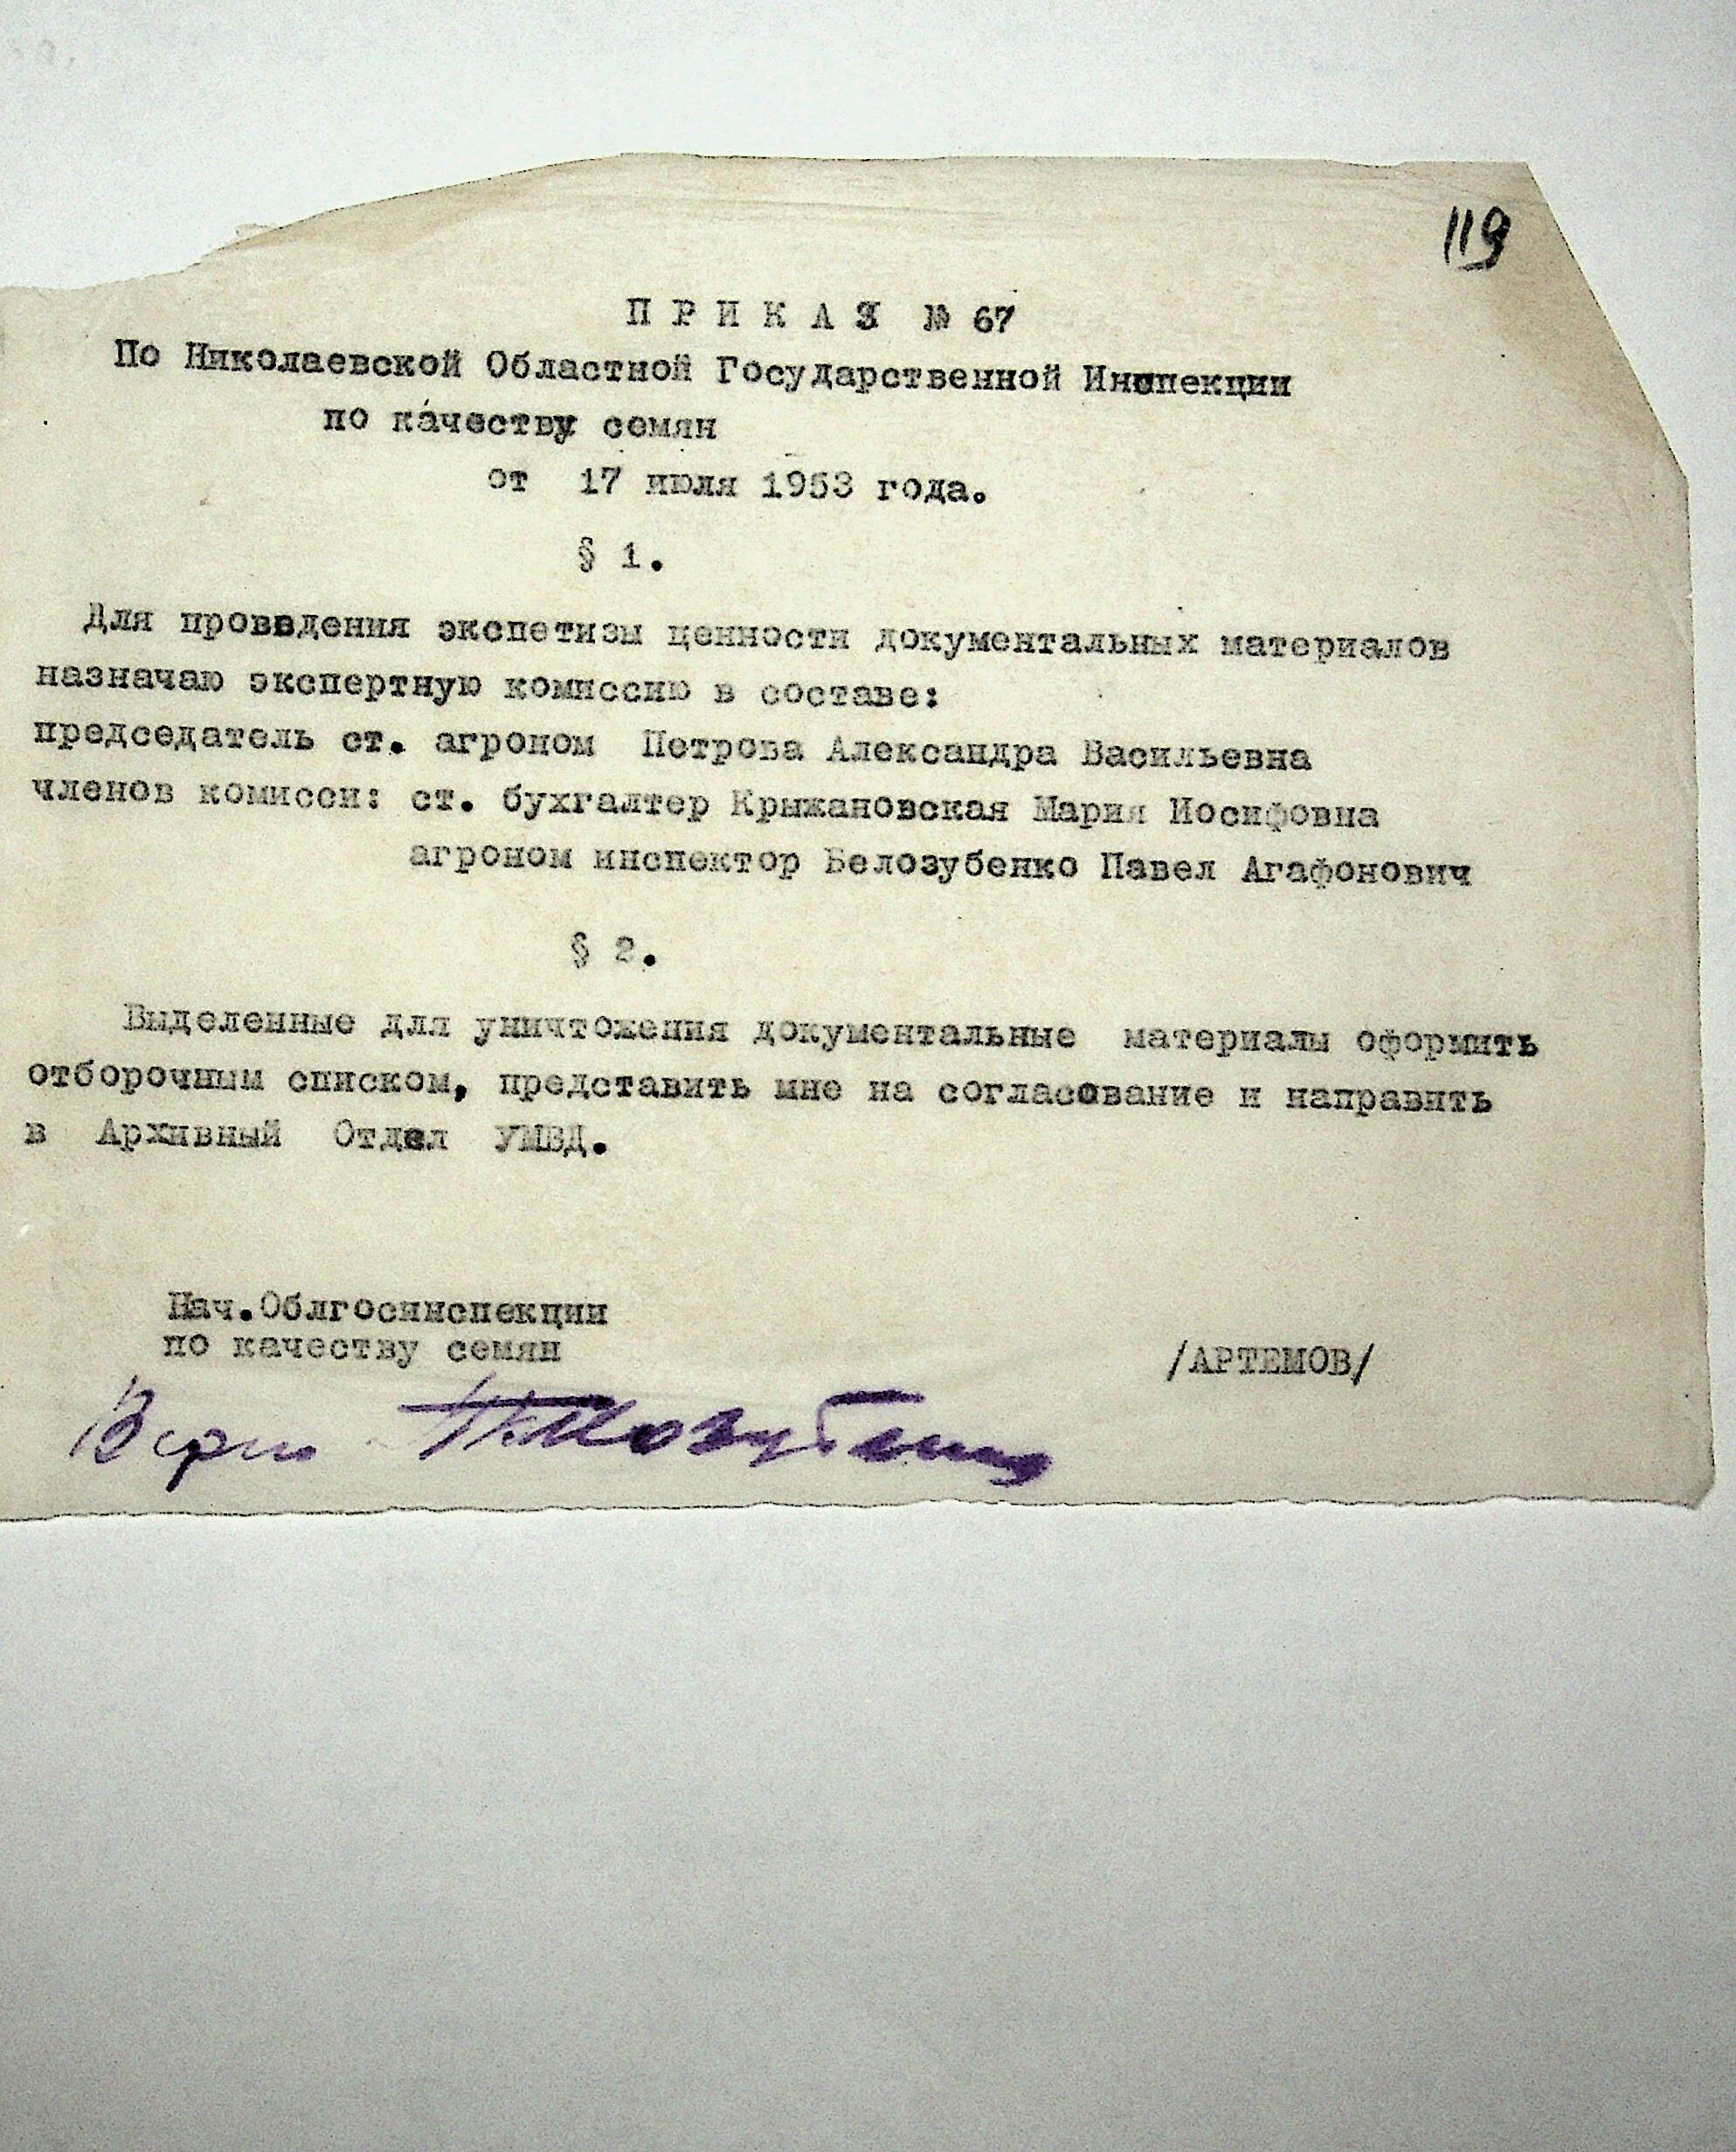 119
П Р И К А З № 67
По Николаевской Областной Государственной Инспекции
по качеству семян
от 17 июля 1953 года.
§ 1.
Для проведения экспетизы ценности документальных материалов
назначаю экспертную комиссию в составе:
председатель ст. агроном Петрова Александра Васильевна
членов комисси: ст. бухгалтер Крыжановская Мария Иосифовна
агроном инспектор Белозубенко Павел Агафонович
§ 2.
Выделенные для уничтожения документальные материалы оформить
отборочным списком, представить мне на согласование и направить
в Архивный Отдел УМВД.
Нач.Облгосинспекции
по качеству семян /АРТЕМОВ/
Верно